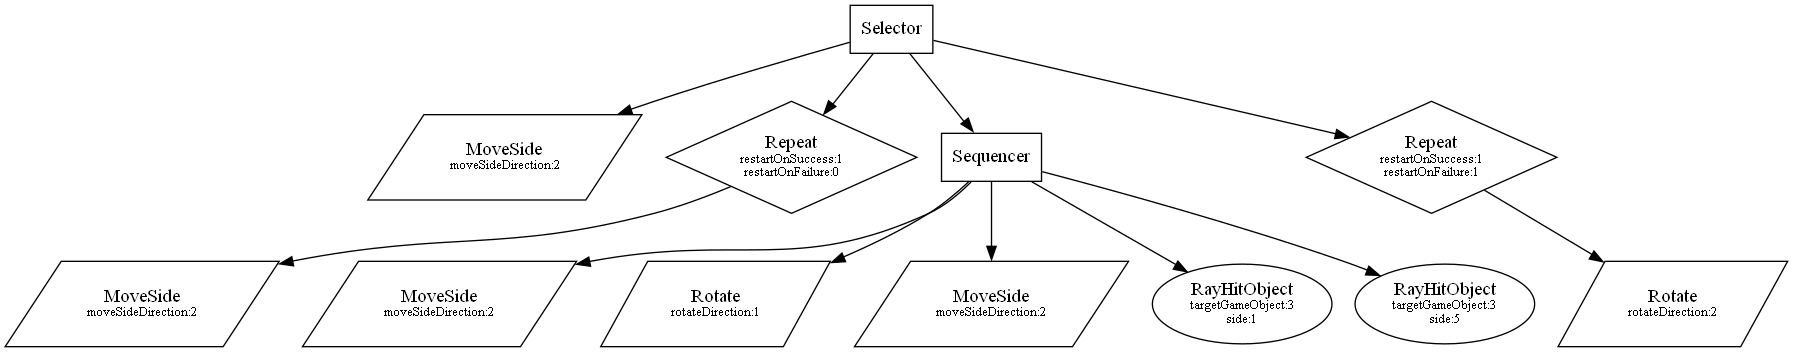 Selector
MoveSide
moveSideDirection:2
Repeat
restartOnSuccess:1
restartOnFailure:0
Sequencer
Repeat
restartOnSuccess:1
restartOnFailure:1
MoveSide
moveSideDirection:2
MoveSide
moveSideDirection:2
Rotate
rotateDirection:1
MoveSide
moveSideDirection:2
RayHitObject
targetGameObject:3
side:1
RayHitObject
targetGameObject:3
side:5
Rotate
rotateDirection:2